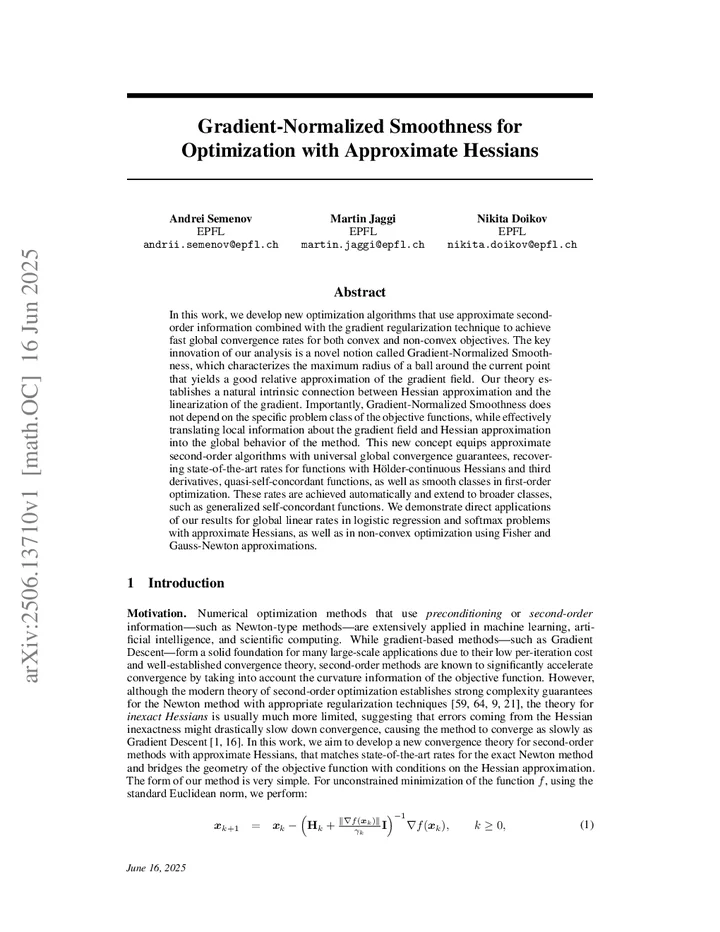 arXiv:2506.13710v1 [math.OC] 16 Jun 2025
Gradient-Normalized Smoothness for
Optimization with Approximate Hessians
Andrei Semenov
EPFL
andrii.semenov@epfl.ch
Martin Jaggi
EPFL
martin.jaggi@epfl.ch
Nikita Doikov
EPFL
nikita.doikov@epfl.ch
Abstract
In this work, we develop new optimization algorithms that use approximate second-
order information combined with the gradient regularization technique to achieve
fast global convergence rates for both convex and non-convex objectives. The key
innovation of our analysis is a novel notion called Gradient-Normalized Smooth-
ness, which characterizes the maximum radius of a ball around the current point
that yields a good relative approximation of the gradient field. Our theory es-
tablishes a natural intrinsic connection between Hessian approximation and the
linearization of the gradient. Importantly, Gradient-Normalized Smoothness does
not depend on the specific problem class of the objective functions, while effectively
translating local information about the gradient field and Hessian approximation
into the global behavior of the method. This new concept equips approximate
second-order algorithms with universal global convergence guarantees, recover-
ing state-of-the-art rates for functions with Hölder-continuous Hessians and third
derivatives, quasi-self-concordant functions, as well as smooth classes in first-order
optimization. These rates are achieved automatically and extend to broader classes,
such as generalized self-concordant functions. We demonstrate direct applications
of our results for global linear rates in logistic regression and softmax problems
with approximate Hessians, as well as in non-convex optimization using Fisher and
Gauss-Newton approximations.
1 Introduction
Motivation. Numerical optimization methods that use preconditioning or second-order
information—such as Newton-type methods—are extensively applied in machine learning, arti-
ficial intelligence, and scientific computing. While gradient-based methods—such as Gradient
Descent—form a solid foundation for many large-scale applications due to their low per-iteration cost
and well-established convergence theory, second-order methods are known to significantly accelerate
convergence by taking into account the curvature information of the objective function. However,
although the modern theory of second-order optimization establishes strong complexity guarantees
for the Newton method with appropriate regularization techniques [59, 64, 9, 21], the theory for
inexact Hessians is usually much more limited, suggesting that errors coming from the Hessian
inexactness might drastically slow down convergence, causing the method to converge as slowly as
Gradient Descent [1, 16]. In this work, we aim to develop a new convergence theory for second-order
methods with approximate Hessians, that matches state-of-the-art rates for the exact Newton method
and bridges the geometry of the objective function with conditions on the Hessian approximation.
The form of our method is very simple. For unconstrained minimization of the function f, using the
standard Euclidean norm, we perform:
x_{k+1} = x_k − (H_k + ‖∇f(x_k)‖/γ_k I)^{−1} ∇f(x_k), k ≥ 0, (1)
June 16, 2025